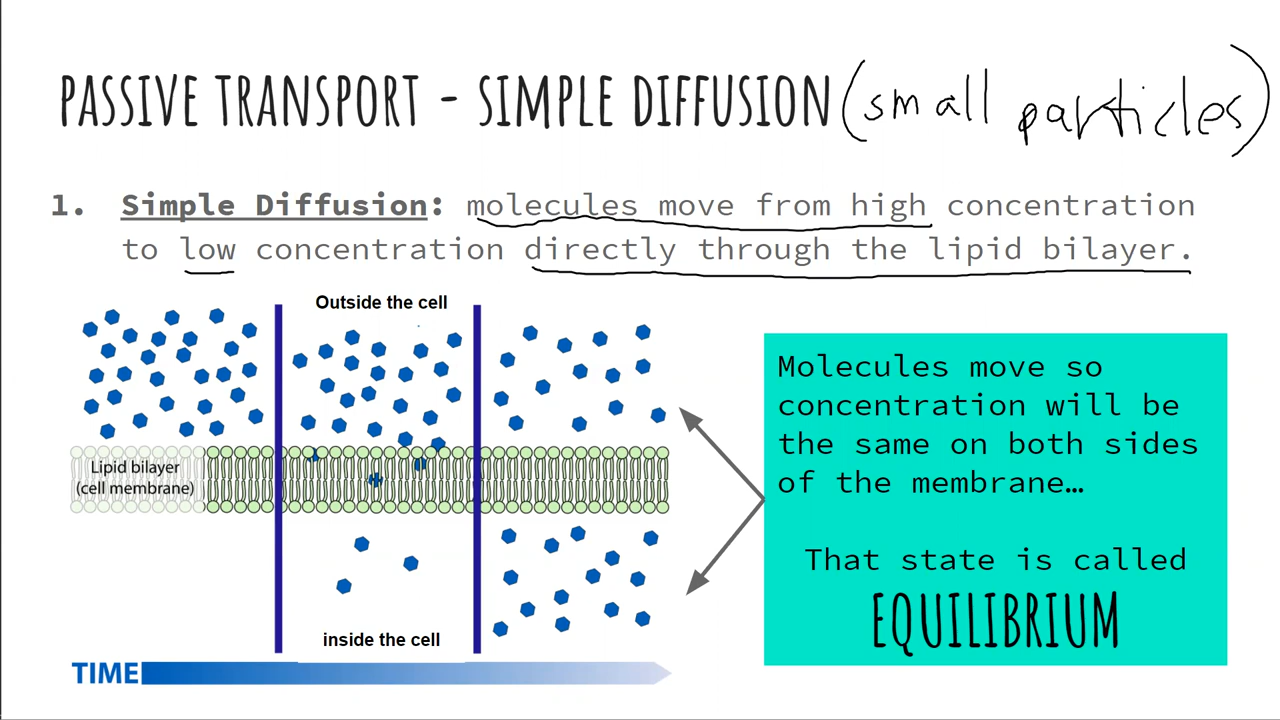 PASSIVE TRANSPORT - SIMPLE DIFFUSION (small particles)
1. Simple Diffusion: molecules move from high concentration
to low concentration directly through the lipid bilayer.
Outside the cell
Lipid bilayer
(cell membrane)
inside the cell
TIME
Molecules move so
concentration will be
the same on both sides
of the membrane…
That state is called
EQUILIBRIUM